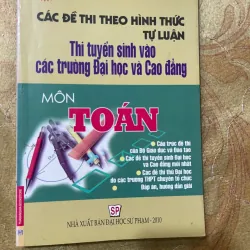 CÁC ĐỀ THI THEO HÌNH THỨC
TỰ LUẬN
Thi tuyển sinh vào
các trường Đại học và Cao đẳng
MÔN
TOÁN
Cấu trúc đề thi
của Bộ Giáo dục và Đào tạo
Các đề thi tuyển sinh Đại học
và Cao đẳng mới nhất
Các đề thi thử Đại học
do các trường THPT chuyên tổ chức
Đáp án, hướng dẫn giải
SP
NHÀ XUẤT BẢN ĐẠI HỌC SƯ PHẠM - 2010